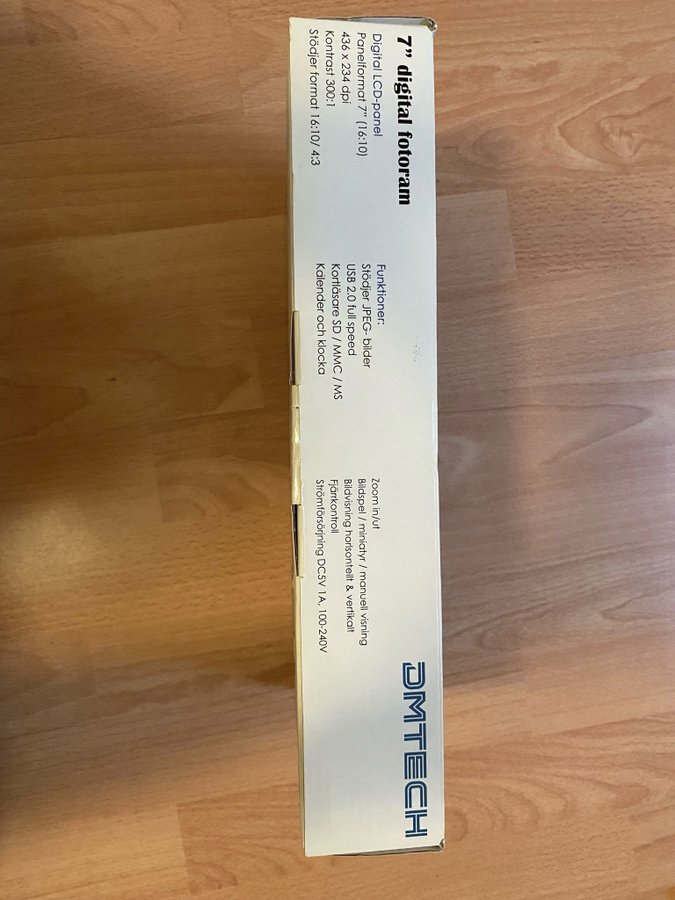 7" digital fotoram
Digital LCD-panel
Panelformat 7" (16:10)
436 x 234 dpi
Kontrast 300:1
Stödjer format 16:10/ 4:3
Funktioner:
Stödjer JPEG- bilder
USB 2.0 full speed
Kortläsare SD / MMC / MS
Kalender och klocka
Zoom in/ut
Bildspel / miniatyr / manuell visning
Bildvisning horisontellt & vertikalt
Fjärrkontroll
Strömförsörjning DC5V 1A, 100-240V
DMTECH